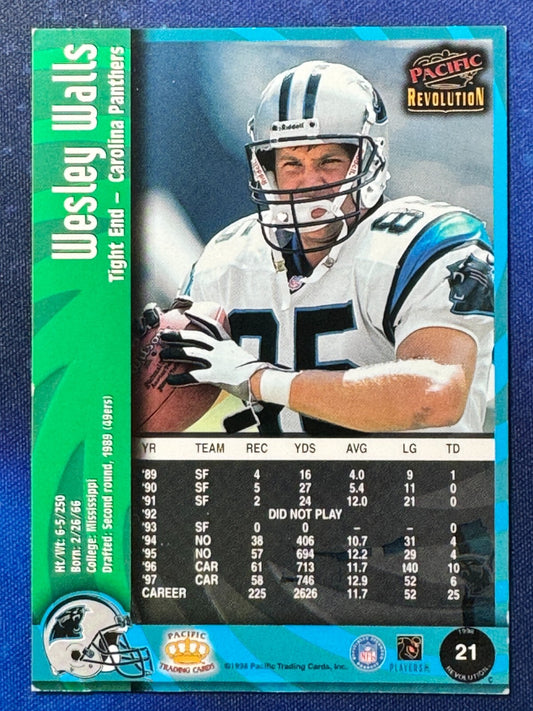 PACIFIC
REVOLUTION
Wesley Walls
Tight End – Carolina Panthers
Ht/Wt: 6-5/250
Born: 2/26/66
College: Mississippi
Drafted: Second round, 1989 (49ers)
Riddell
85
YR TEAM REC YDS AVG LG TD
'89 SF 4 16 4.0 9 1
'90 SF 5 27 5.4 11 0
'91 SF 2 24 12.0 21 0
'92 DID NOT PLAY
'93 SF 0 0 – – 0
'94 NO 38 406 10.7 31 4
'95 NO 57 694 12.2 29 4
'96 CAR 61 713 11.7 t40 10
'97 CAR 58 746 12.9 52 6
CAREER 225 2626 11.7 52 25
PACIFIC
TRADING CARDS
©1998 Pacific Trading Cards, Inc.
NFL
PLAYERS
1998
21
REVOLUTION
C